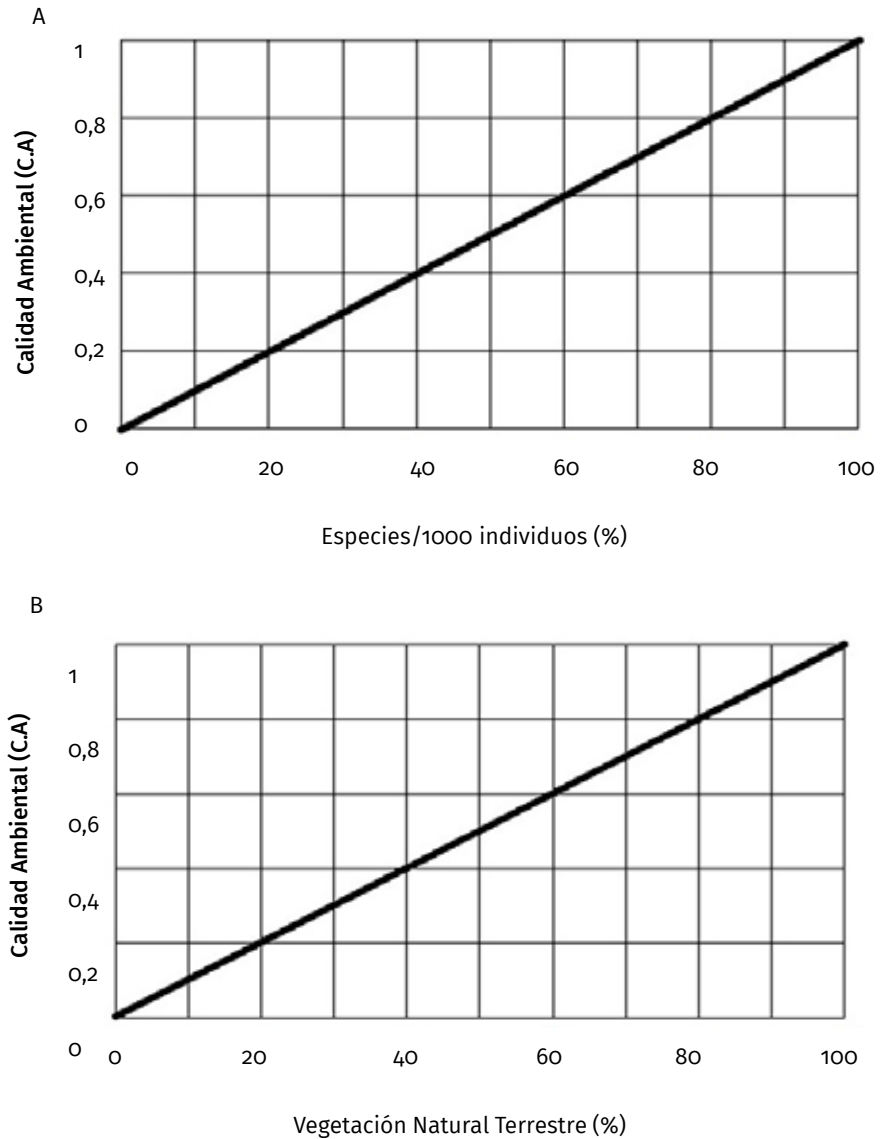 A
Calidad Ambiental (C.A)
1
0,8
0,6
0,4
0,2
0
0 20 40 60 80 100
Especies/1000 individuos (%)
B
Calidad Ambiental (C.A)
1
0,8
0,6
0,4
0,2
0
0 20 40 60 80 100
Vegetación Natural Terrestre (%)